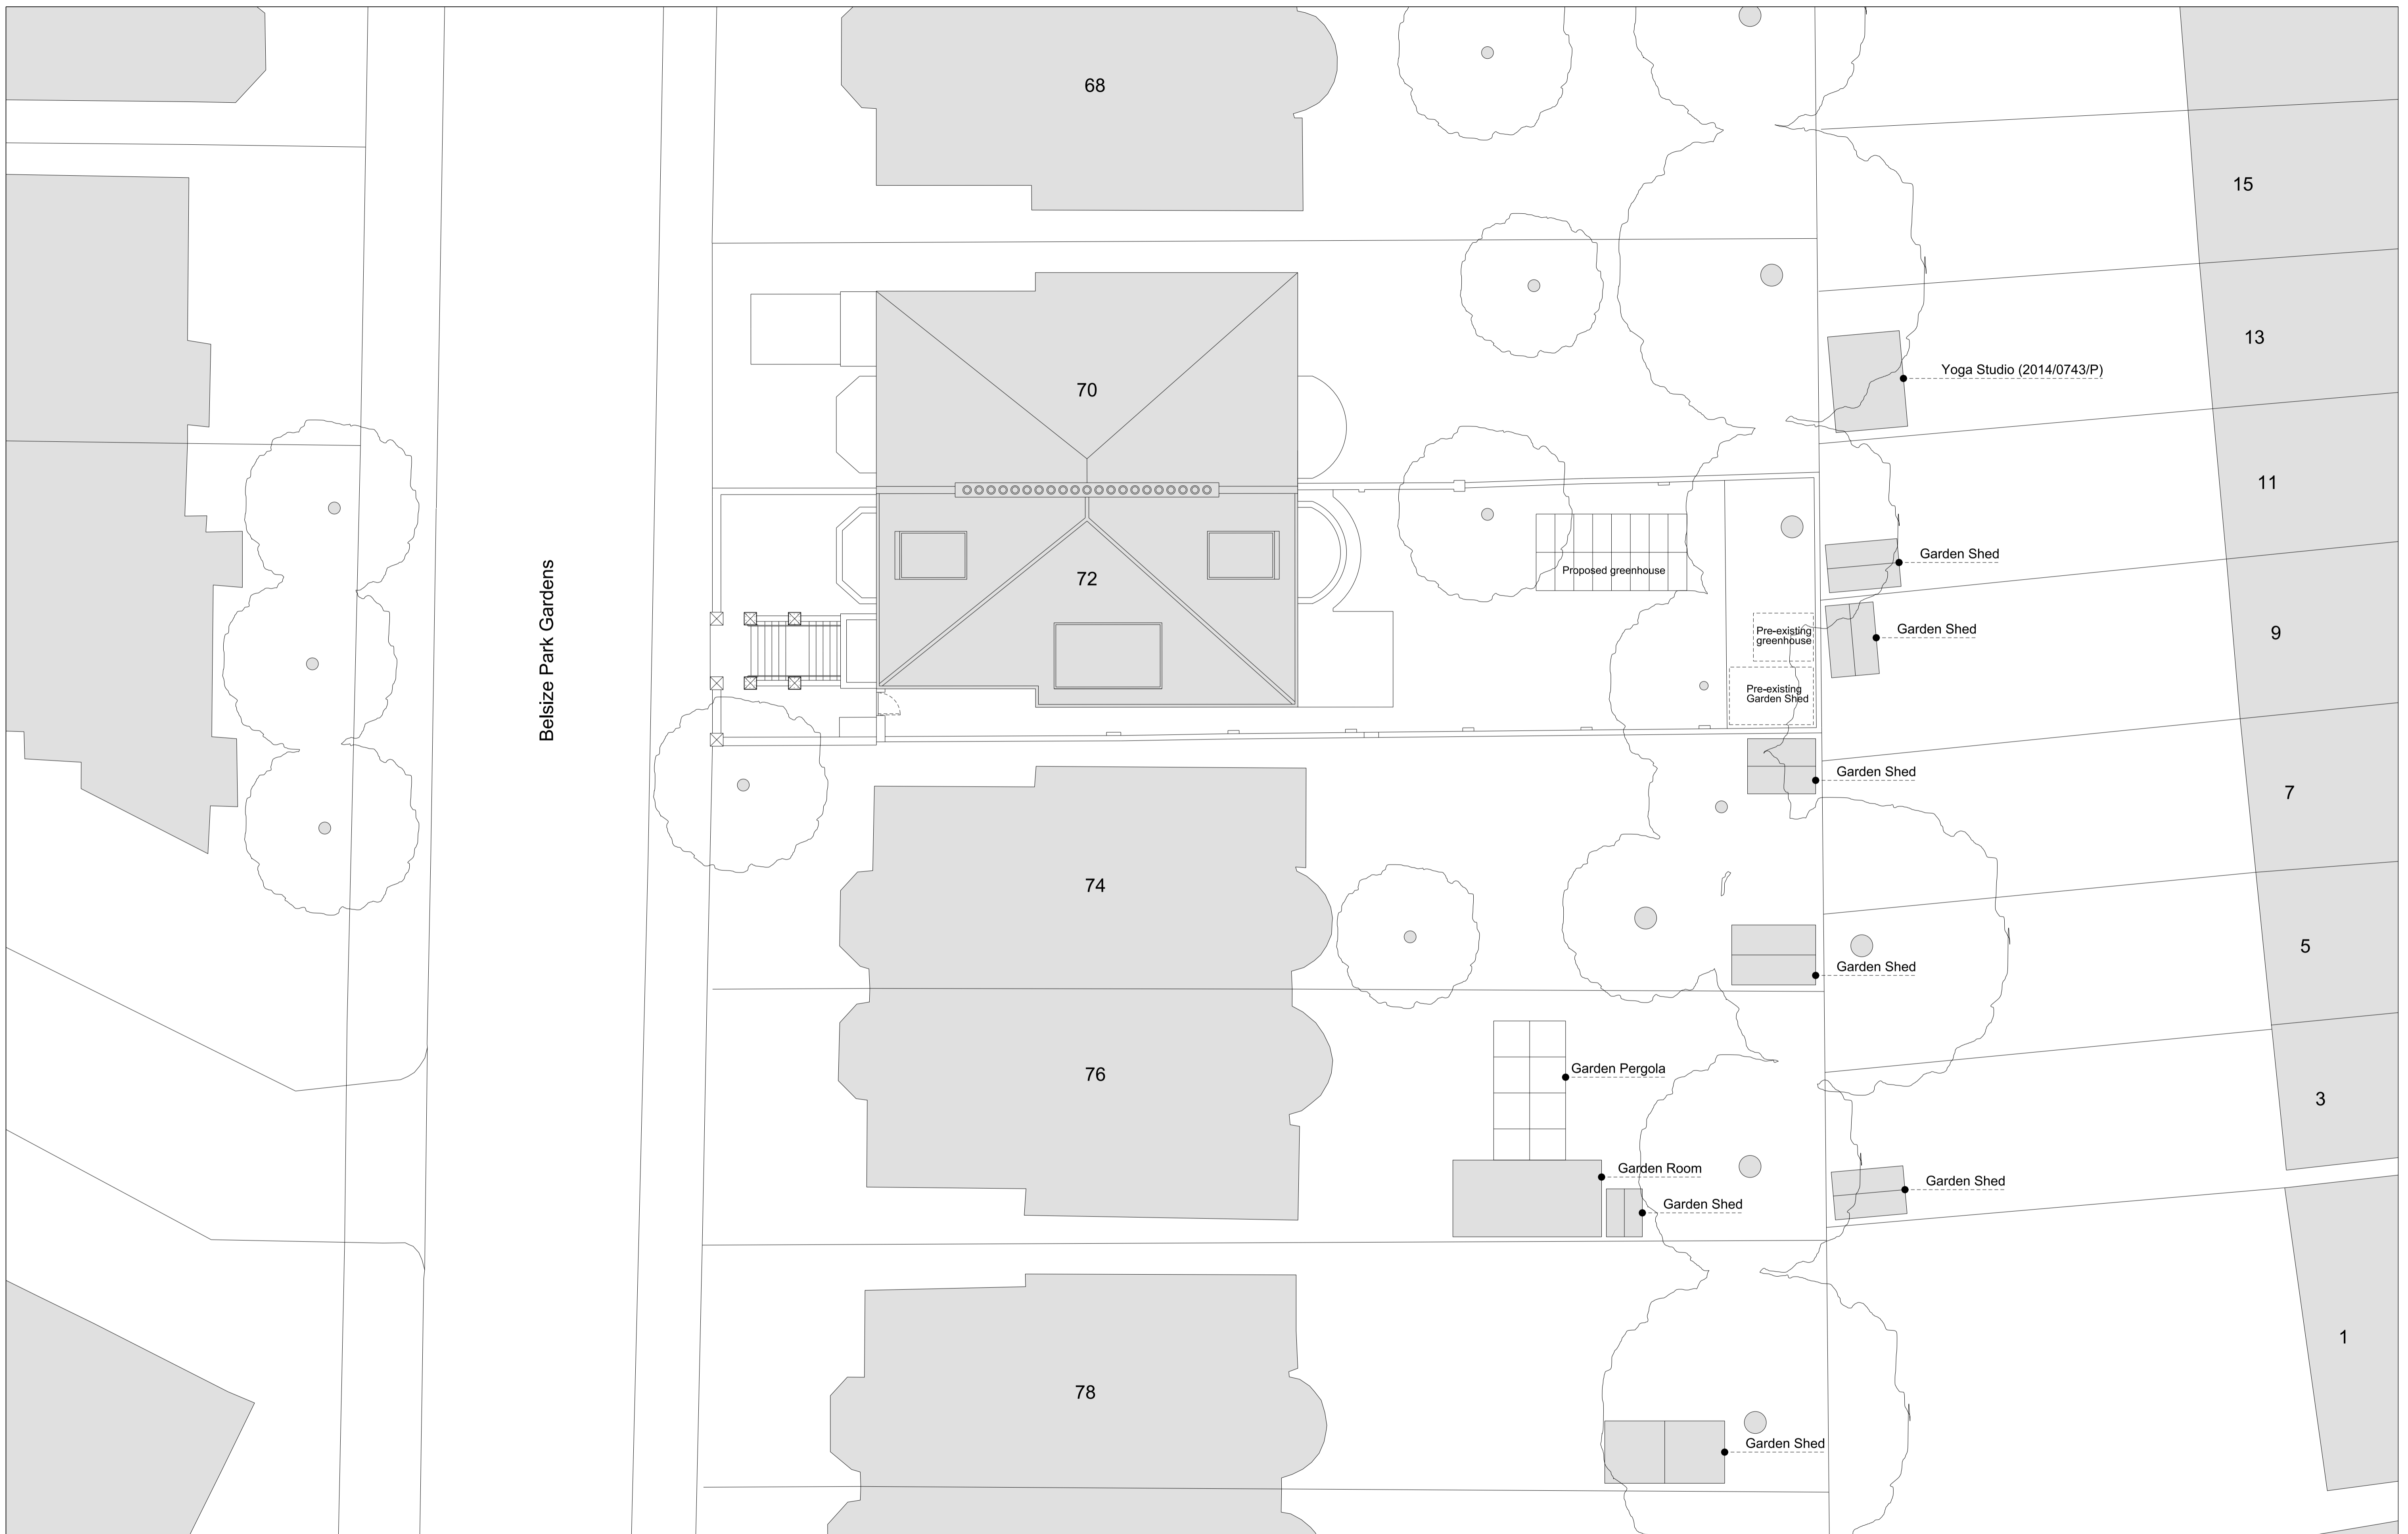 68
15
13
Yoga Studio (2014/0743/P)
70
11
Garden Shed
Proposed greenhouse
72
Belsize Park Gardens
Pre-existing
greenhouse
Garden Shed
9
Pre-existing
Garden Shed
Garden Shed
7
74
5
Garden Shed
76
Garden Pergola
3
Garden Room
Garden Shed
Garden Shed
1
78
Garden Shed